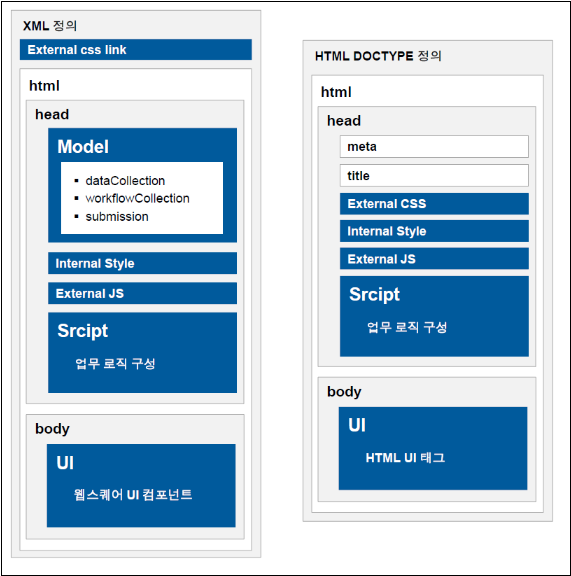 XML 정의
External css link
html
head
Model
dataCollection
workflowCollection
submission
Internal Style
External JS
Srcipt
업무 로직 구성
body
UI
웹스퀘어 UI 컴포넌트
HTML DOCTYPE 정의
html
head
meta
title
External CSS
Internal Style
External JS
Srcipt
업무 로직 구성
body
UI
HTML UI 태그